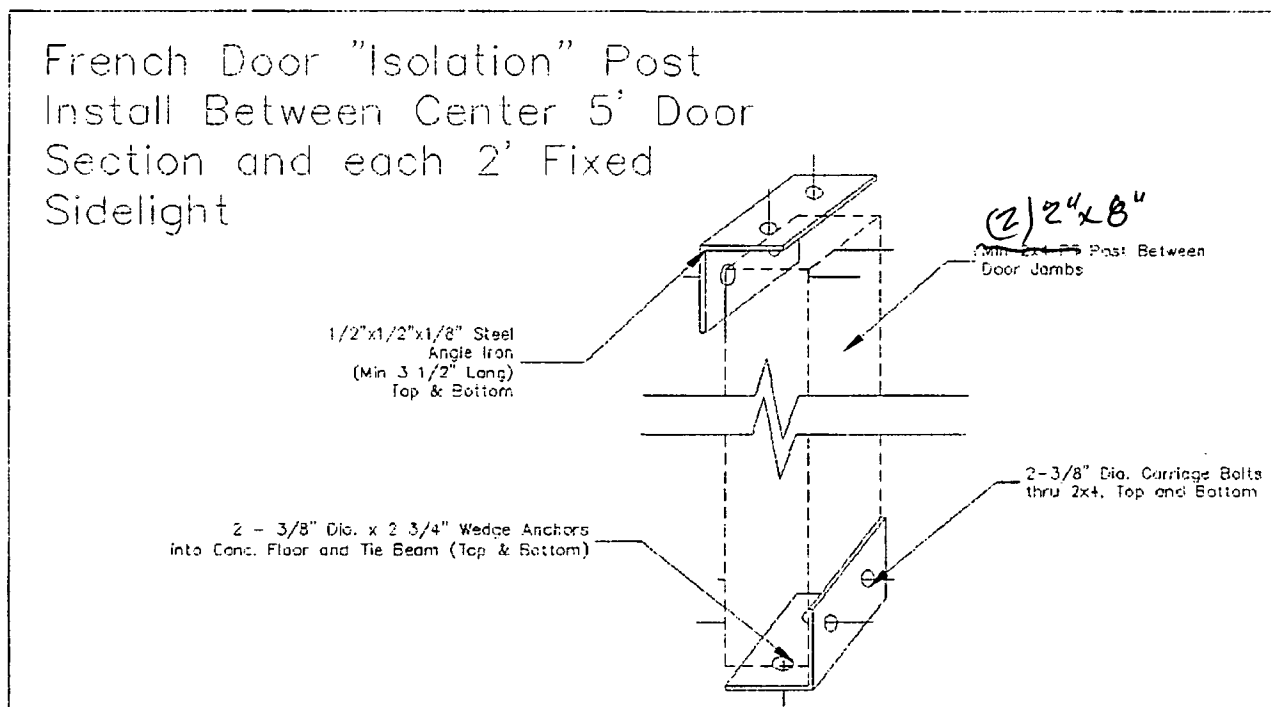 French Door "Isolation" Post
Install Between Center 5' Door
Section and each 2' Fixed
Sidelight
(2) 2" x 8"
Min 2x4 PT Post Between
Door Jambs
1/2"x1/2"x1/8" Steel
Angle Iron
(Min 3 1/2" Long)
Top & Bottom
2-3/8" Dia. Carriage Bolts
thru 2x4, Top and Bottom
2 - 3/8" Dia. x 2 3/4" Wedge Anchors
into Conc. Floor and Tie Beam (Top & Bottom)